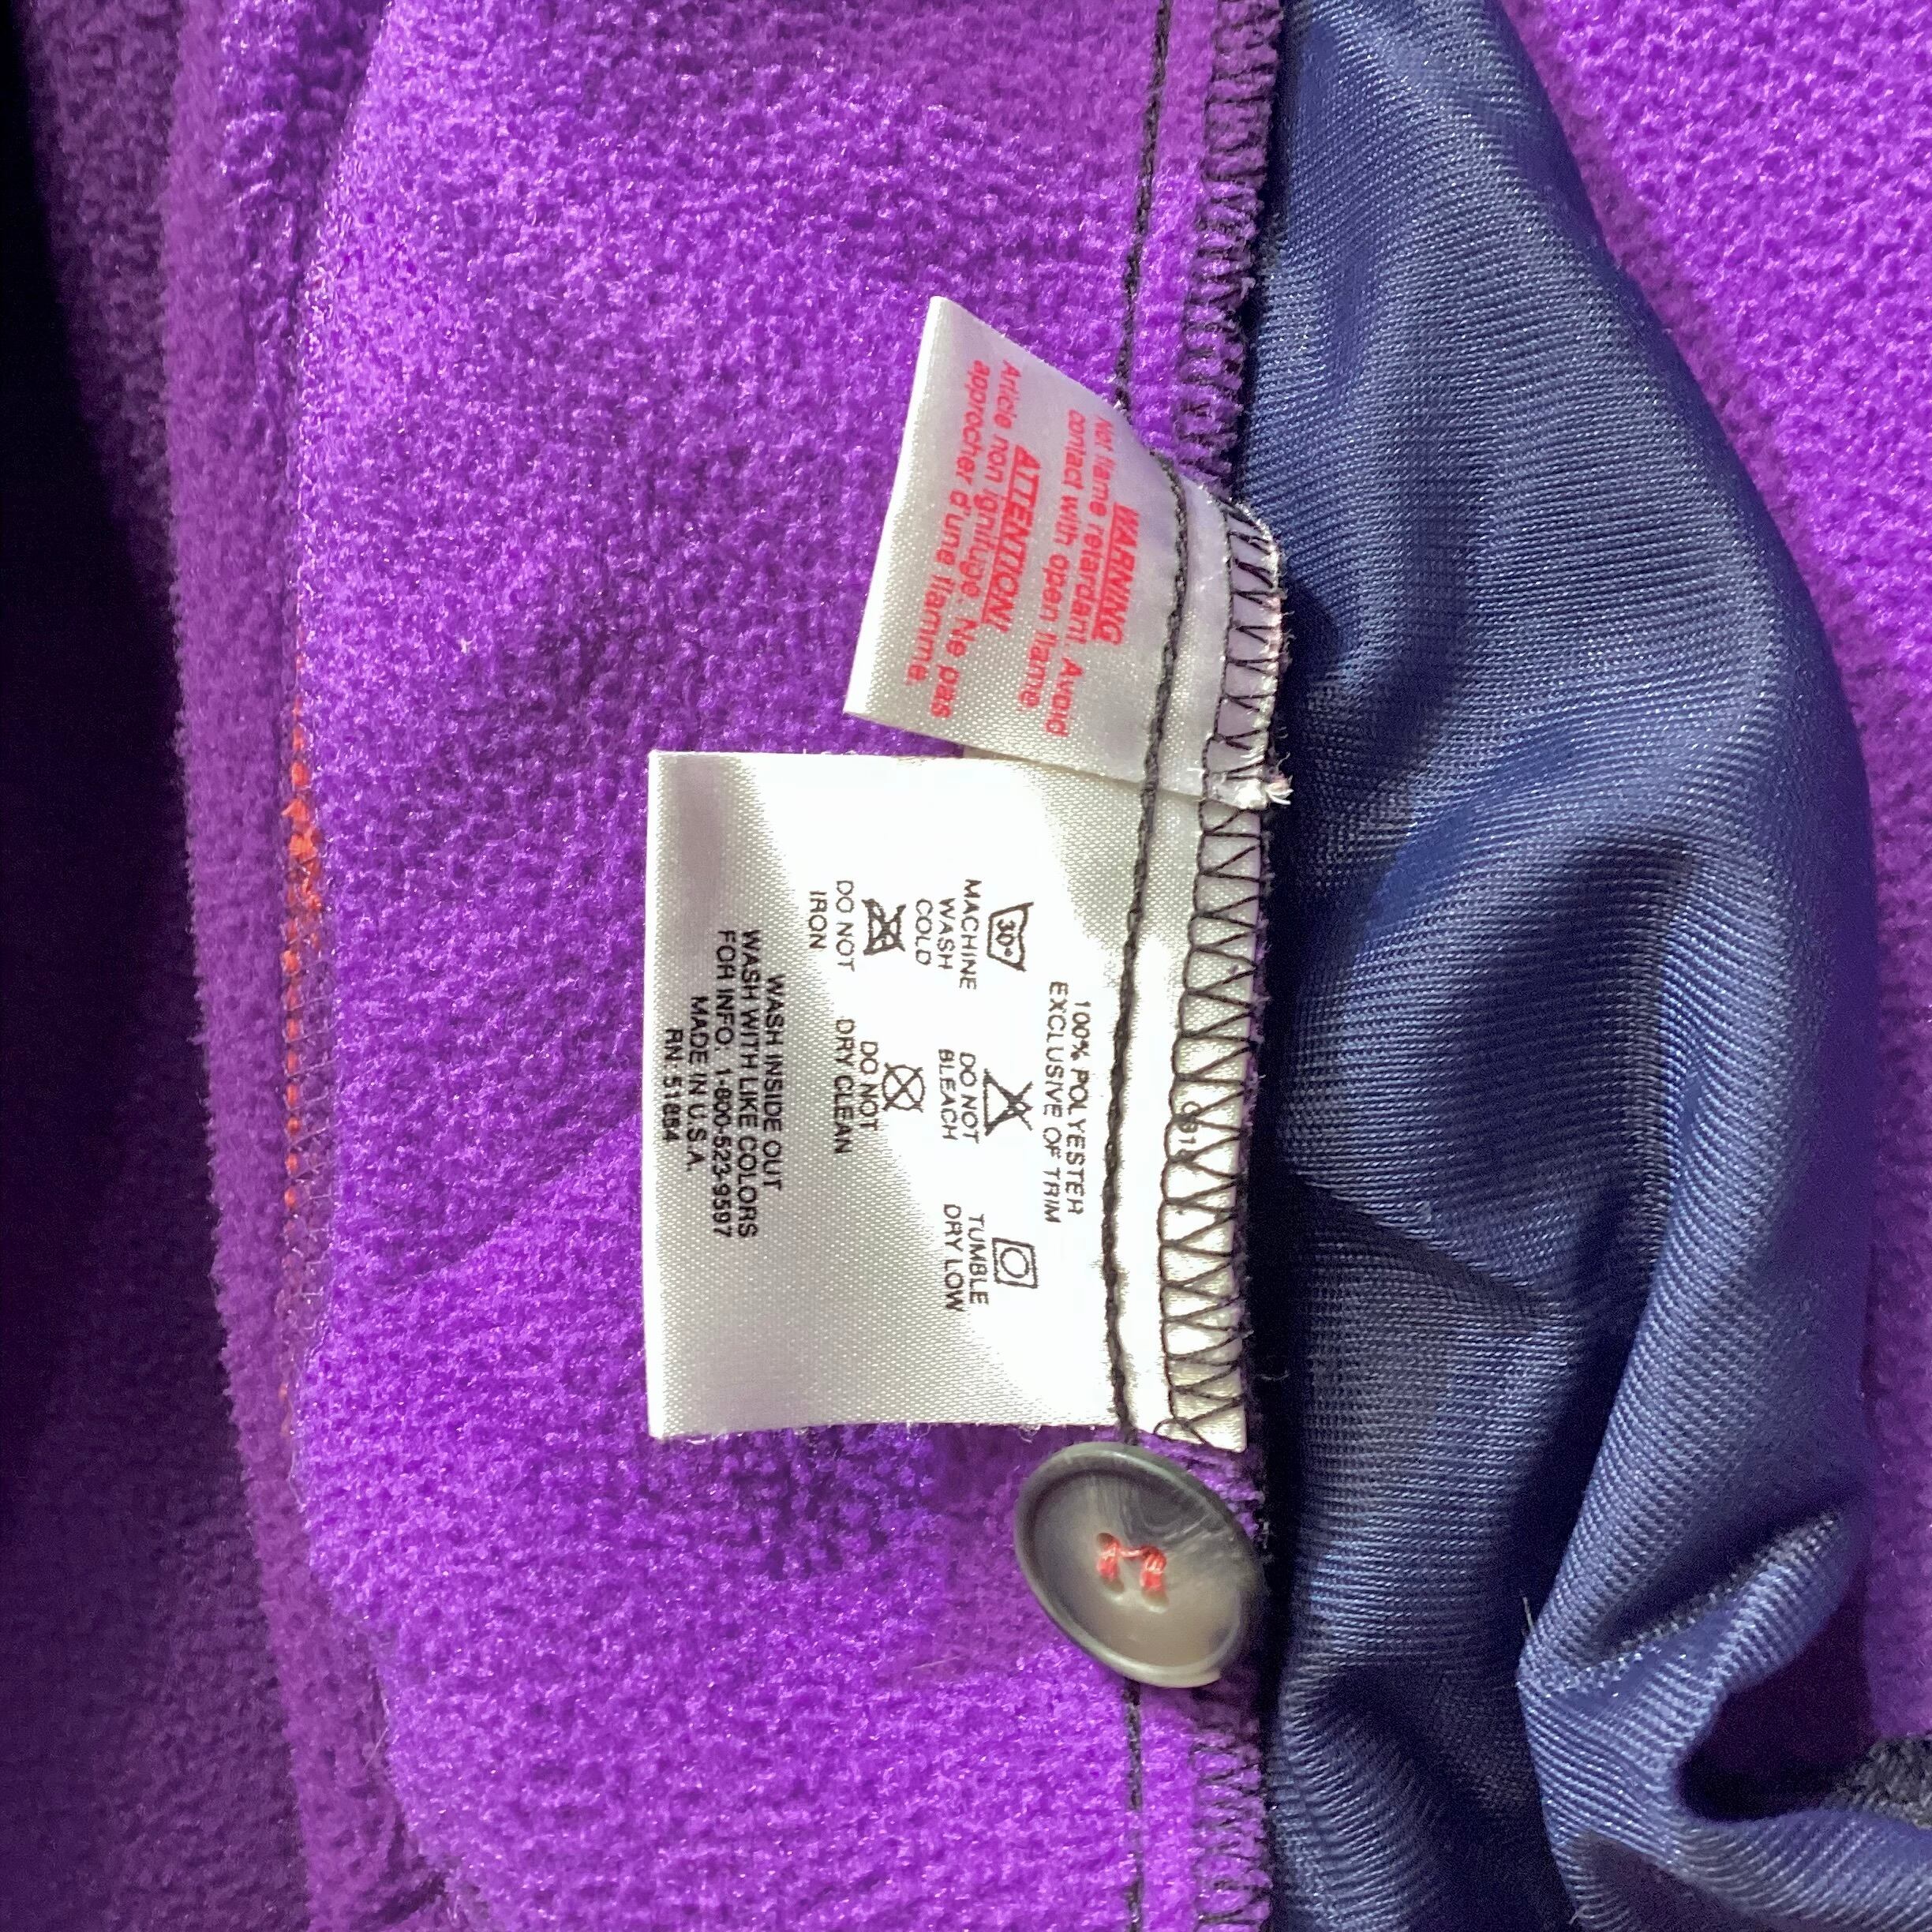 WARNING
Not flame retardant. Avoid
contact with open flame
ATTENTION!
Article non ignifuge. Ne pas
approcher d'une flamme.
100% POLYESTER
EXCLUSIVE OF TRIM
30°
MACHINE
WASH
COLD
DO NOT
BLEACH
TUMBLE
DRY LOW
DO NOT
IRON
DO NOT
DRY CLEAN
WASH INSIDE OUT
WASH WITH LIKE COLORS
FOR INFO: 1-800-523-9597
MADE IN U.S.A.
RN: 51854